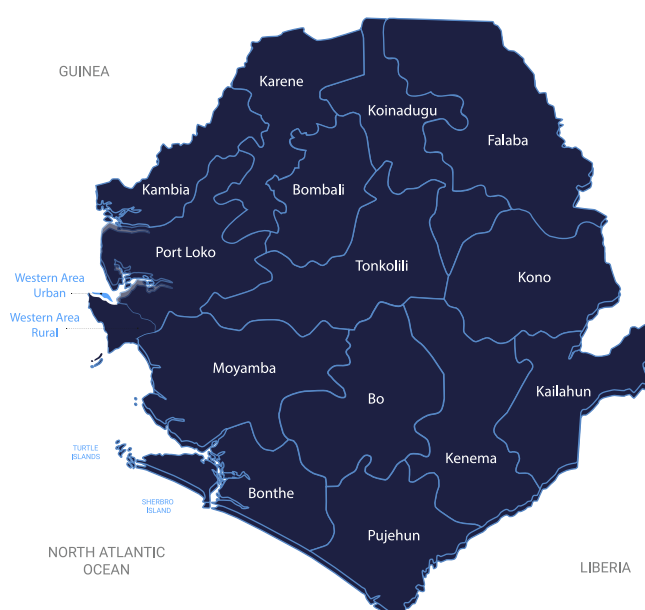 GUINEA
Karene
Koinadugu
Falaba
Kambia
Bombali
Port Loko
Tonkolili
Kono
Western Area
Urban
Western Area
Rural
Moyamba
Bo
Kailahun
TURTLE
ISLANDS
Kenema
Bonthe
SHERBRO
ISLAND
Pujehun
NORTH ATLANTIC
OCEAN
LIBERIA